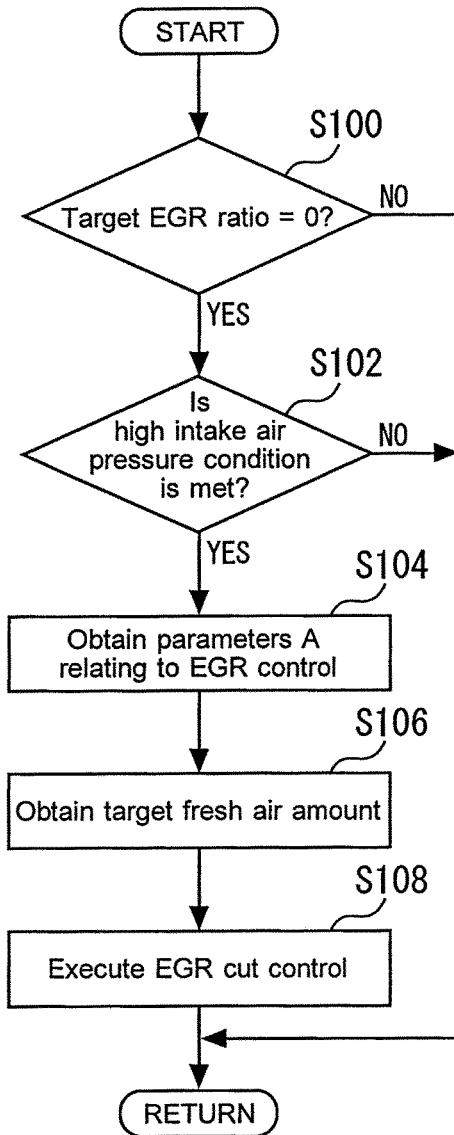 START
S100
Target EGR ratio = 0?
NO
YES
S102
Is
high intake air
pressure condition
is met?
NO
YES
S104
Obtain parameters A
relating to EGR control
S106
Obtain target fresh air amount
S108
Execute EGR cut control
RETURN